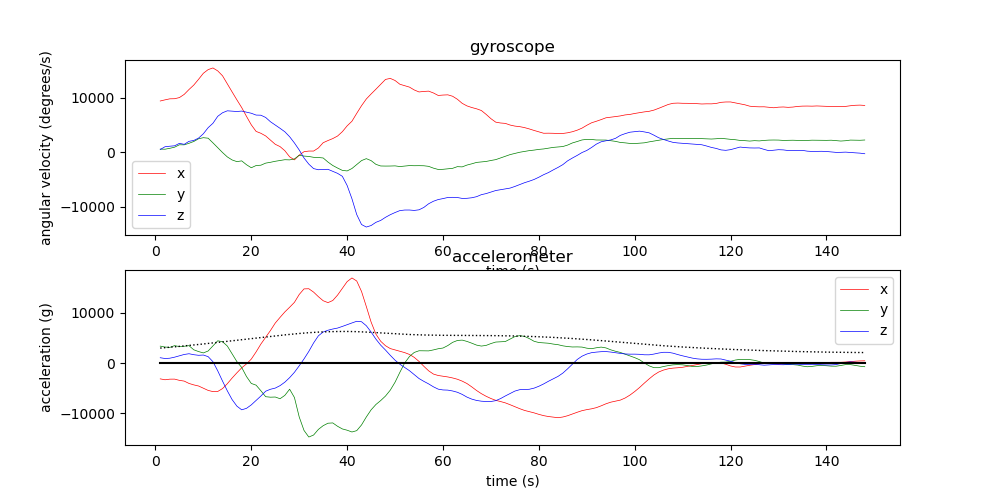 gyroscope
angular velocity (degrees/s)
10000
0
−10000
x
y
z
0 20 40 60 80 100 120 140
time (s)
accelerometer
acceleration (g)
10000
0
−10000
x
y
z
0 20 40 60 80 100 120 140
time (s)